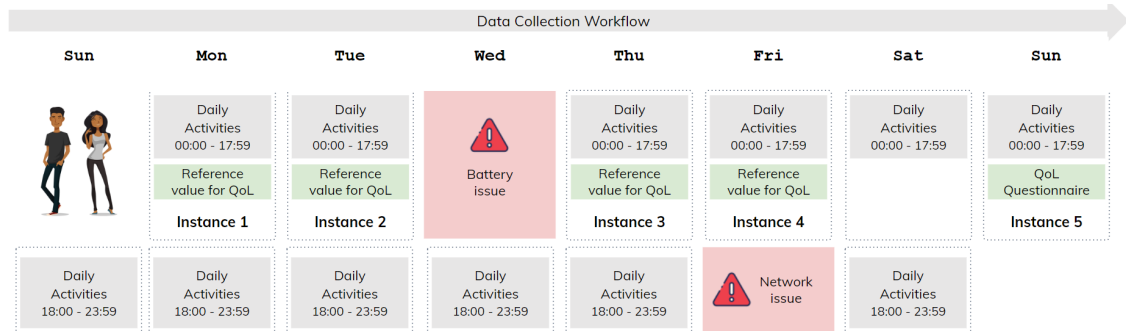 Data Collection Workflow
Sun Mon Tue Wed Thu Fri Sat Sun
Daily
Activities
00:00 - 17:59
Reference
value for QoL
Instance 1
Daily
Activities
00:00 - 17:59
Reference
value for QoL
Instance 2
Battery
issue
Daily
Activities
00:00 - 17:59
Reference
value for QoL
Instance 3
Daily
Activities
00:00 - 17:59
Reference
value for QoL
Instance 4
Daily
Activities
00:00 - 17:59
Daily
Activities
00:00 - 17:59
QoL
Questionnaire
Instance 5
Daily
Activities
18:00 - 23:59
Daily
Activities
18:00 - 23:59
Daily
Activities
18:00 - 23:59
Daily
Activities
18:00 - 23:59
Daily
Activities
18:00 - 23:59
Network
issue
Daily
Activities
18:00 - 23:59